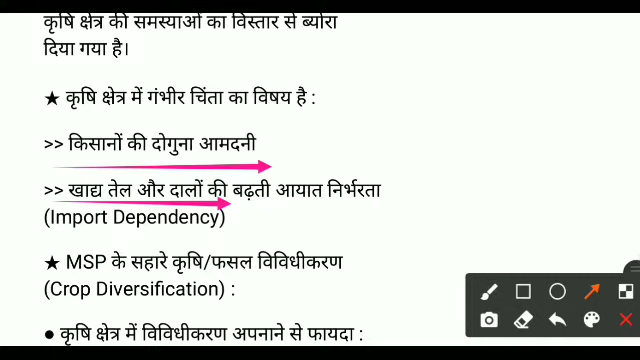 कृषि क्षेत्र की समस्याओं का विस्तार से ब्योरा
दिया गया है।
★ कृषि क्षेत्र में गंभीर चिंता का विषय है :
>> किसानों की दोगुना आमदनी
>> खाद्य तेल और दालों की बढ़ती आयात निर्भरता
(Import Dependency)
★ MSP के सहारे कृषि/फसल विविधीकरण
(Crop Diversification) :
● कृषि क्षेत्र में विविधीकरण अपनाने से फायदा :